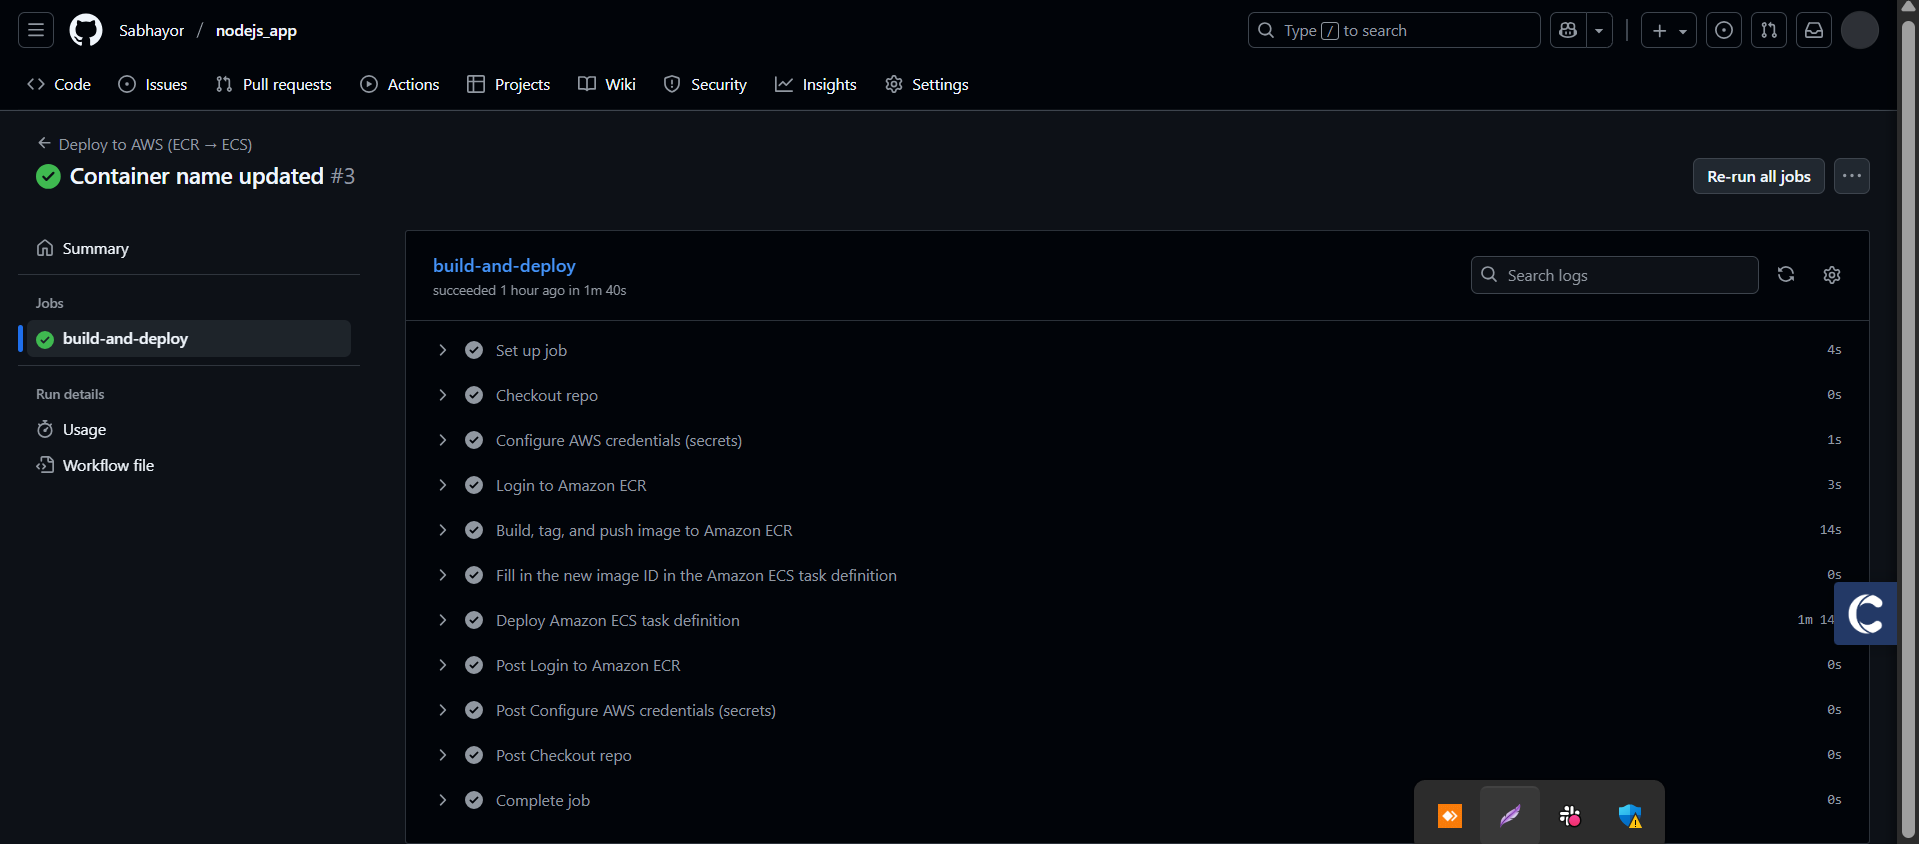 Sabhayor / nodejs_app
Type / to search
Code Issues Pull requests Actions Projects Wiki Security Insights Settings
← Deploy to AWS (ECR → ECS)
Container name updated #3
Re-run all jobs
Summary
Jobs
build-and-deploy
Run details
Usage
Workflow file
build-and-deploy
succeeded 1 hour ago in 1m 40s
Search logs
Set up job 4s
Checkout repo 0s
Configure AWS credentials (secrets) 1s
Login to Amazon ECR 3s
Build, tag, and push image to Amazon ECR 14s
Fill in the new image ID in the Amazon ECS task definition 0s
Deploy Amazon ECS task definition 1m 14
Post Login to Amazon ECR 0s
Post Configure AWS credentials (secrets) 0s
Post Checkout repo 0s
Complete job 0s